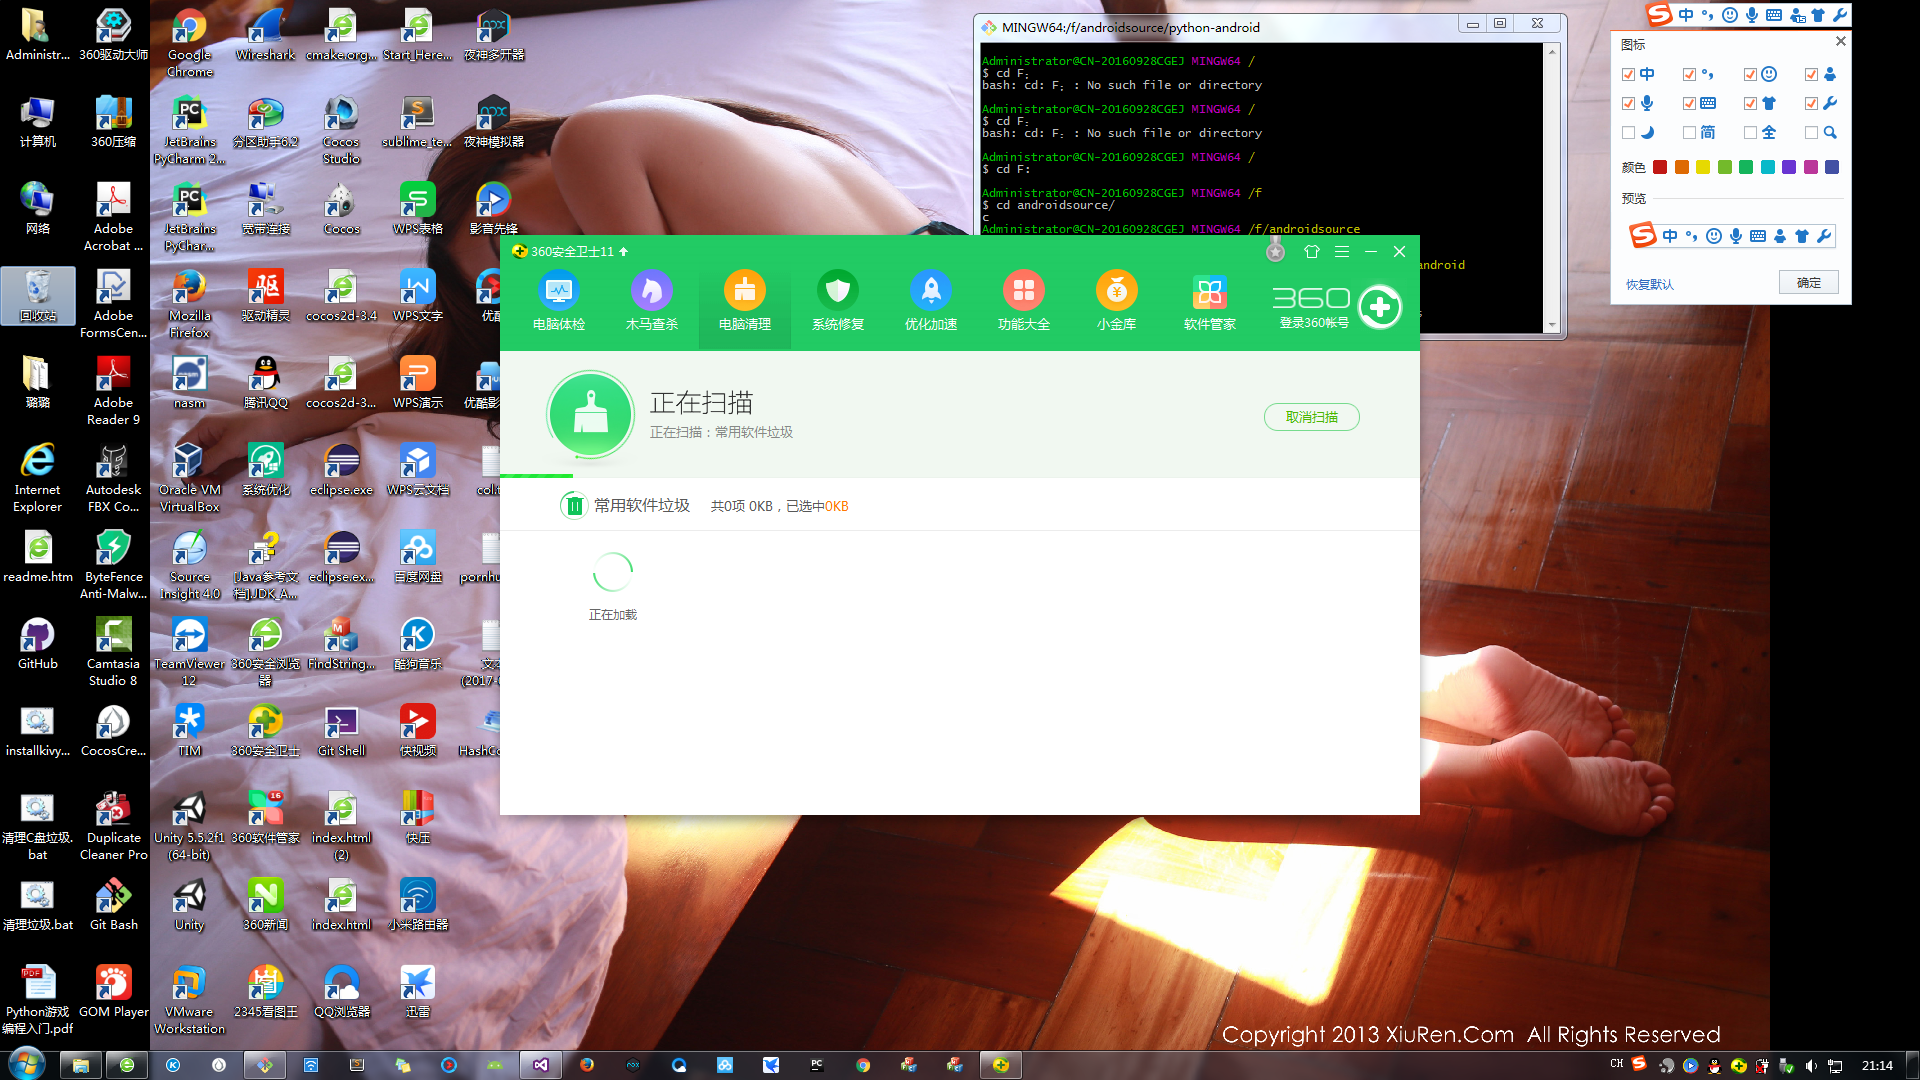 Administr...
360驱动大师
Google Chrome
Wireshark
cmake.org...
Start_Here...
夜神多开器
计算机
360压缩
JetBrains PyCharm 2...
分区助手6.2
Cocos Studio
sublime_te...
夜神模拟器
网络
Adobe Acrobat ...
JetBrains PyChar...
宽带连接
Cocos
WPS表格
影音先锋
回收站
Adobe FormsCen...
Mozilla Firefox
驱动精灵
cocos2d-3.4
WPS文字
优酷
璐璐
Adobe Reader 9
nasm
腾讯QQ
cocos2d-3...
WPS演示
优酷影
Internet Explorer
Autodesk FBX Co...
Oracle VM VirtualBox
系统优化
eclipse.exe
WPS云文档
col.t
readme.htm
ByteFence Anti-Malw...
Source Insight 4.0
[Java参考文档].JDK_A...
eclipse.ex...
百度网盘
pornhu
GitHub
Camtasia Studio 8
TeamViewer 12
360安全浏览器
FindString...
酷狗音乐
文本
(2017-
installkivy...
CocosCre...
TIM
360安全卫士
Git Shell
快视频
HashCo
清理C盘垃圾.bat
Duplicate Cleaner Pro
Unity 5.5.2f1 (64-bit)
360软件管家
16
index.html (2)
快压
清理垃圾.bat
Git Bash
Unity
360新闻
index.html
小米路由器
Python游戏编程入门.pdf
GOM Player
VMware Workstation
2345看图王
QQ浏览器
迅雷
MINGW64:/f/androidsource/python-android
Administrator@CN-20160928CGEJ MINGW64 /
$ cd F；
bash: cd: F；: No such file or directory
Administrator@CN-20160928CGEJ MINGW64 /
$ cd F；
bash: cd: F；: No such file or directory
Administrator@CN-20160928CGEJ MINGW64 /
$ cd F:
Administrator@CN-20160928CGEJ MINGW64 /f
$ cd androidsource/
c
Administrator@CN-20160928CGEJ MINGW64 /f/androidsource
android
s
360安全卫士11
电脑体检
木马查杀
电脑清理
系统修复
优化加速
功能大全
小金库
软件管家
360
登录360帐号
正在扫描
正在扫描：常用软件垃圾
取消扫描
常用软件垃圾 共0项 0KB，已选中0KB
正在加载
中
图标
中
简
全
颜色
预览
中
恢复默认
确定
Copyright 2013 XiuRen.Com All Rights Reserved
CH
21:14